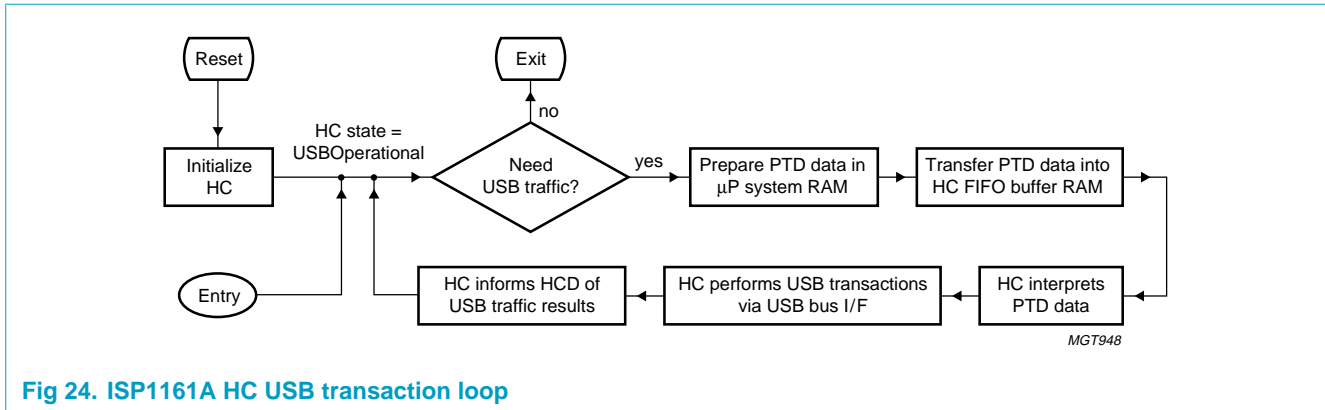 Reset
Exit
no
HC state =
USBOperational
Initialize
HC
Need
USB traffic?
yes
Prepare PTD data in
μP system RAM
Transfer PTD data into
HC FIFO buffer RAM
Entry
HC informs HCD of
USB traffic results
HC performs USB transactions
via USB bus I/F
HC interprets
PTD data
MGT948
Fig 24. ISP1161A HC USB transaction loop